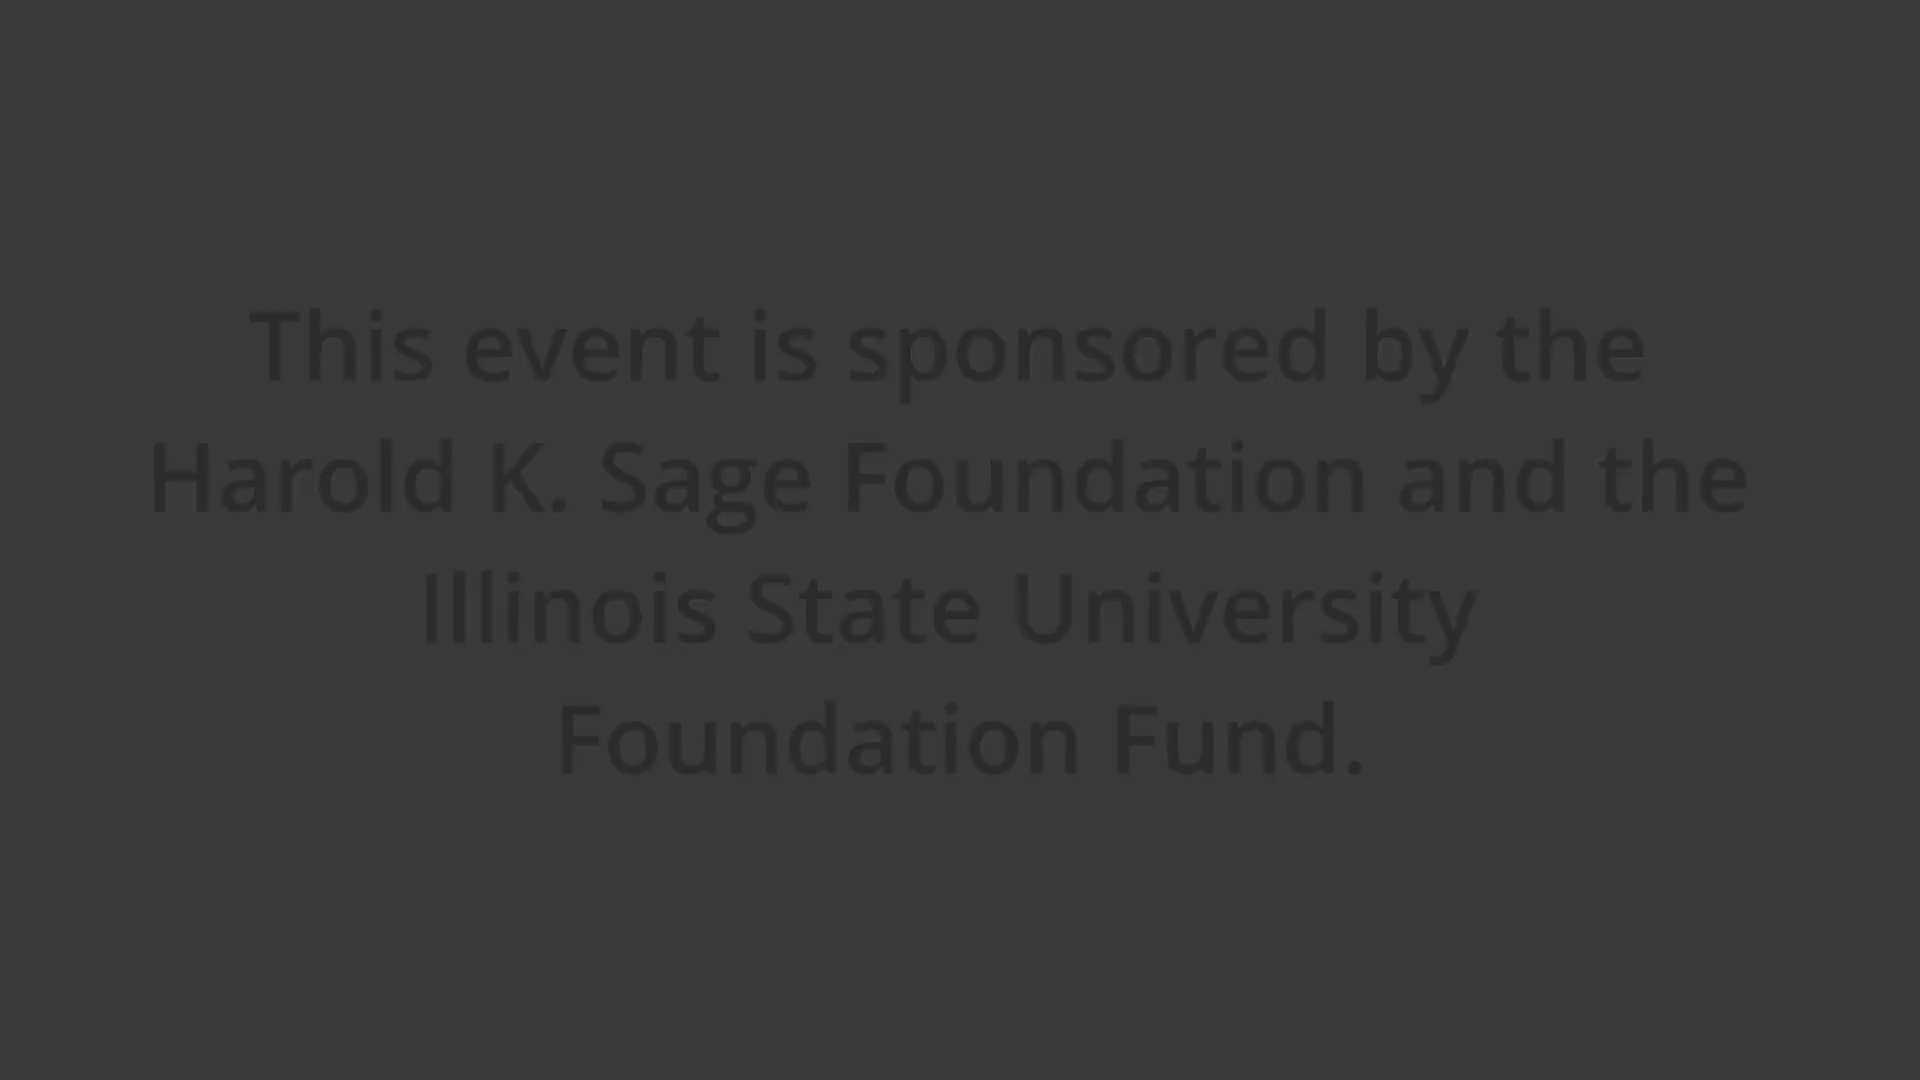 This event is sponsored by the
Harold K. Sage Foundation and the
Illinois State University
Foundation Fund.